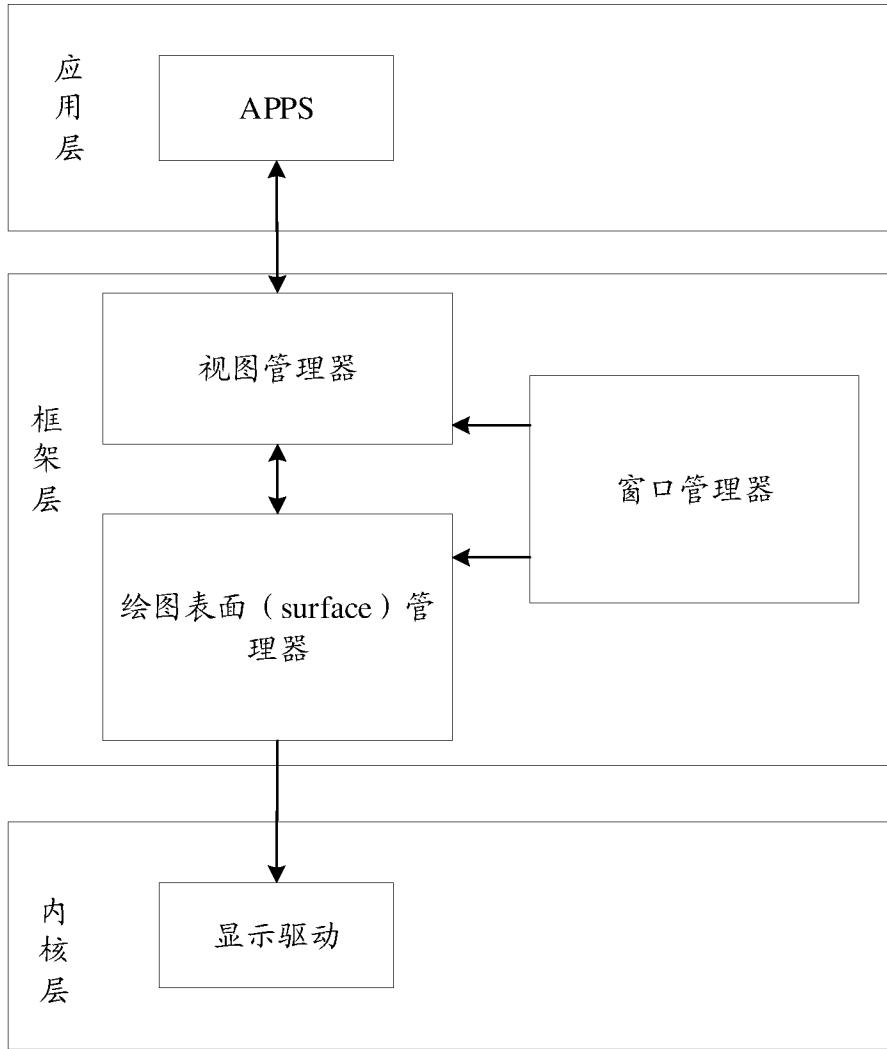 应用层
APPS
框架层
视图管理器
窗口管理器
绘图表面（surface）管
理器
内核层
显示驱动